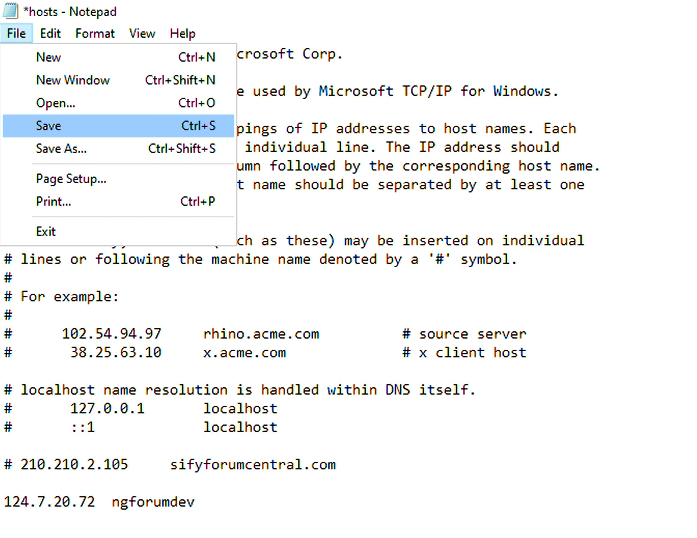 *hosts - Notepad
File Edit Format View Help
New Ctrl+N
New Window Ctrl+Shift+N
Open... Ctrl+O
Save Ctrl+S
Save As... Ctrl+Shift+S
Page Setup...
Print... Ctrl+P
Exit
crosoft Corp.
e used by Microsoft TCP/IP for Windows.
pings of IP addresses to host names. Each
individual line. The IP address should
umn followed by the corresponding host name.
t name should be separated by at least one
ch as these) may be inserted on individual
# lines or following the machine name denoted by a '#' symbol.
#
# For example:
#
#      102.54.94.97     rhino.acme.com          # source server
#       38.25.63.10     x.acme.com              # x client host
# localhost name resolution is handled within DNS itself.
#       127.0.0.1       localhost
#       ::1             localhost
# 210.210.2.105     sifyforumcentral.com
124.7.20.72  ngforumdev